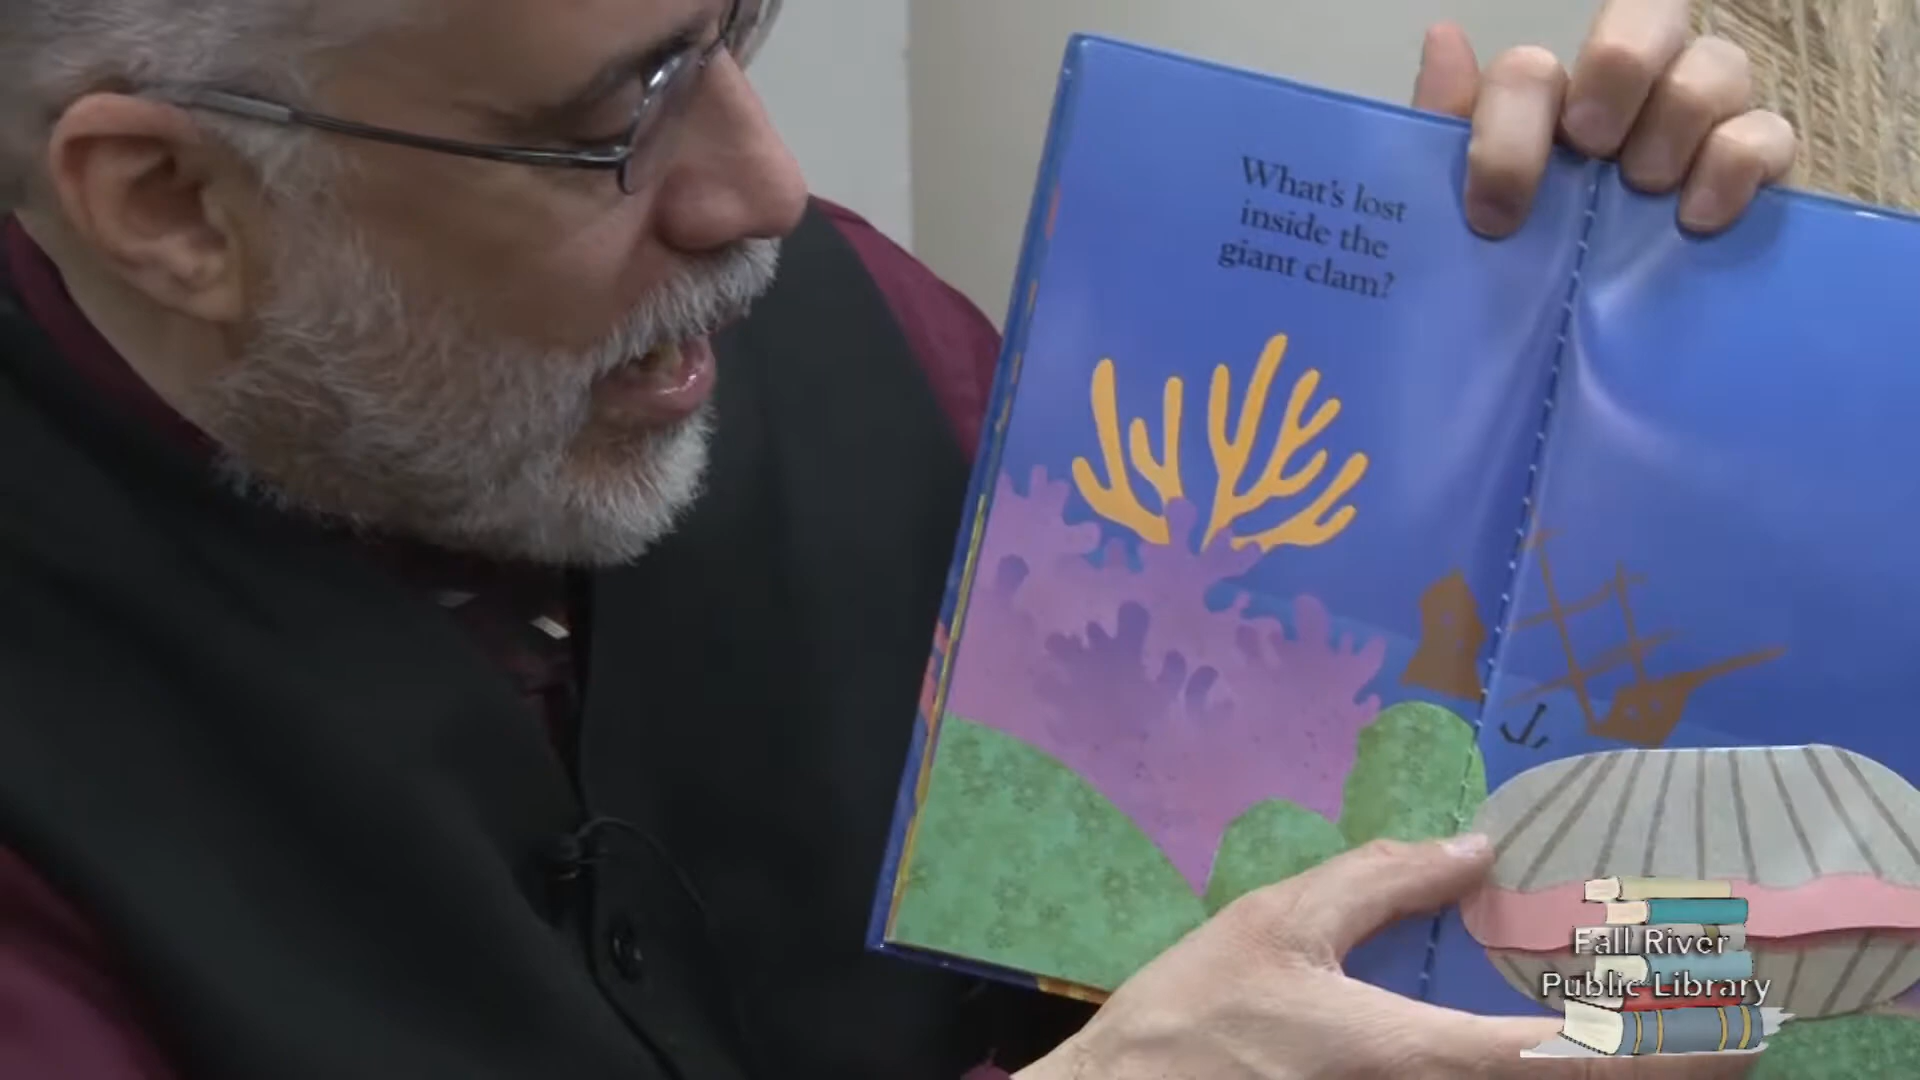 What's lost
inside the
giant clam?
Fall River
Public Library